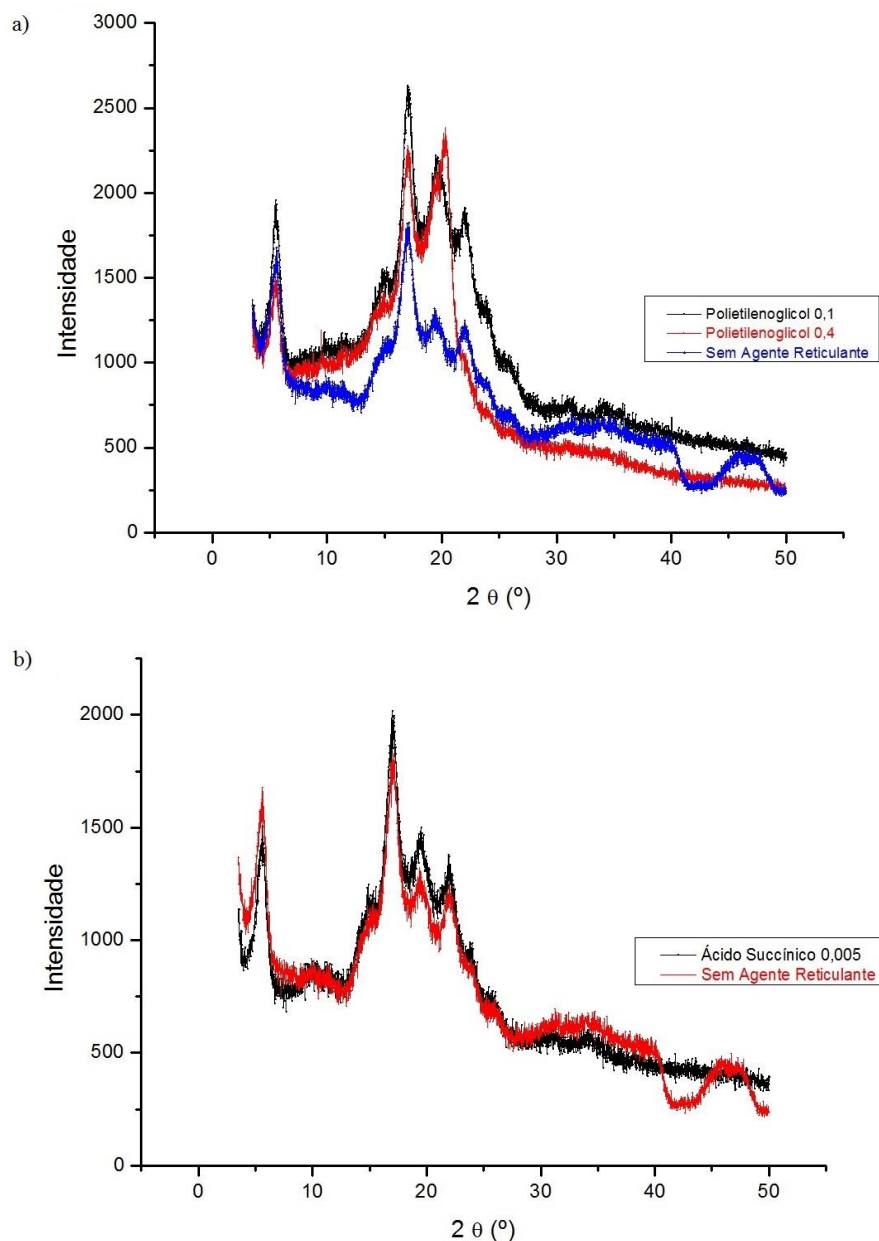 a)
3000
2500
2000
1500
1000
500
0
Intensidade
Polietilenoglicol 0,1
Polietilenoglicol 0,4
Sem Agente Reticulante
0 10 20 30 40 50
2 θ (º)
b)
2000
1500
1000
500
0
Intensidade
Ácido Succínico 0,005
Sem Agente Reticulante
0 10 20 30 40 50
2 θ (º)